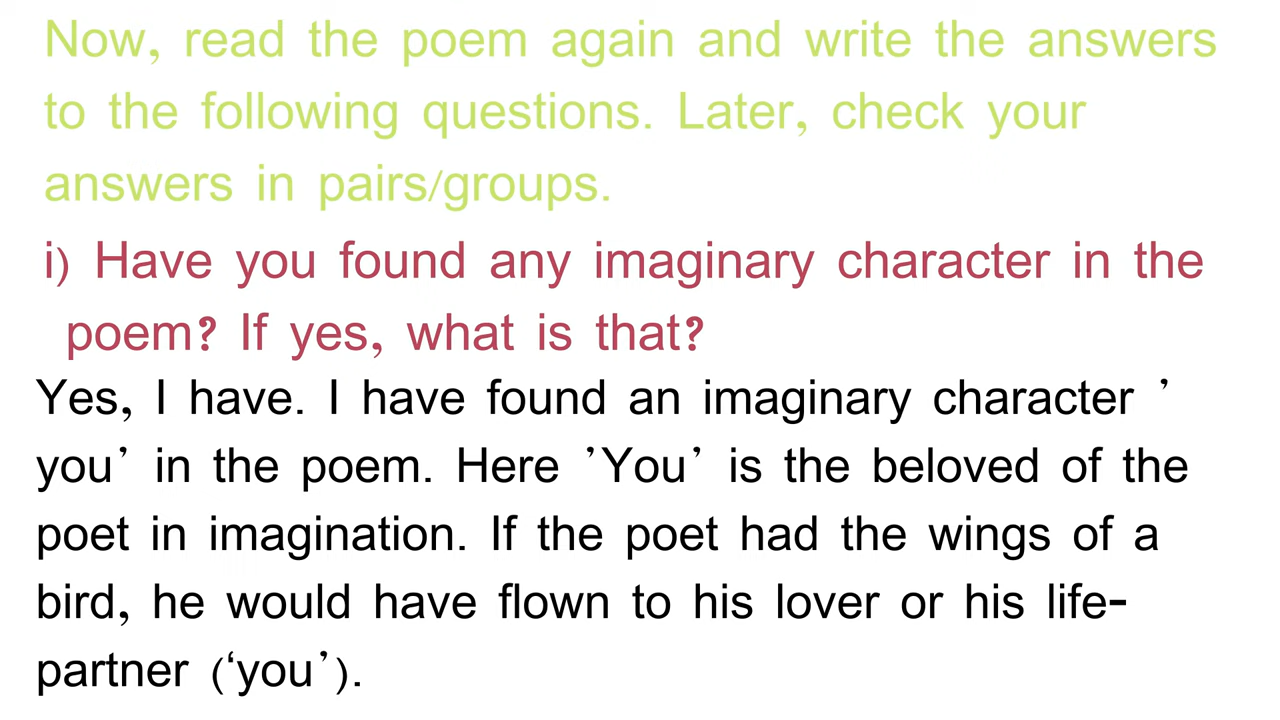 Now, read the poem again and write the answers
to the following questions. Later, check your
answers in pairs/groups.
i) Have you found any imaginary character in the
poem? If yes, what is that?
Yes, I have. I have found an imaginary character ’
you’ in the poem. Here ’You’ is the beloved of the
poet in imagination. If the poet had the wings of a
bird, he would have flown to his lover or his life-
partner (‘you’).